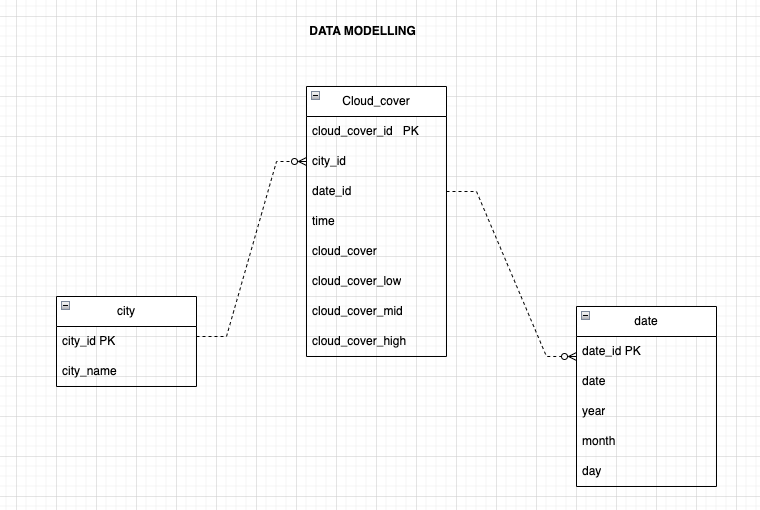 DATA MODELLING
Cloud_cover
cloud_cover_id PK
city_id
date_id
time
cloud_cover
cloud_cover_low
cloud_cover_mid
cloud_cover_high
city
city_id PK
city_name
date
date_id PK
date
year
month
day